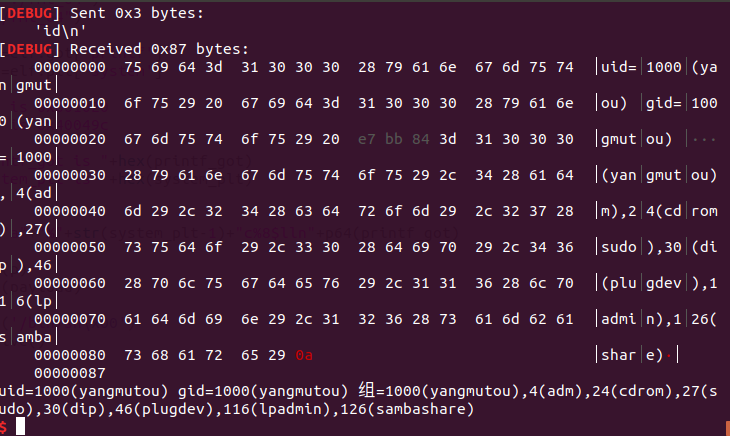 [DEBUG] Sent 0x3 bytes:
    'id\n'
[DEBUG] Received 0x87 bytes:
    00000000  75 69 64 3d  31 30 30 30  28 79 61 6e  67 6d 75 74  │uid=│1000│(ya
n│gmut│
    00000010  6f 75 29 20  67 69 64 3d  31 30 30 30  28 79 61 6e  │ou) │gid=│100
0│(yan│
    00000020  67 6d 75 74  6f 75 29 20  e7 bb 84 3d  31 30 30 30  │gmut│ou) │···
=│1000│
    00000030  28 79 61 6e  67 6d 75 74  6f 75 29 2c  34 28 61 64  │(yan│gmut│ou)
,│4(ad│
    00000040  6d 29 2c 32  34 28 63 64  72 6f 6d 29  2c 32 37 28  │m),2│4(cd│rom
)│,27(│
    00000050  73 75 64 6f  29 2c 33 30  28 64 69 70  29 2c 34 36  │sudo│),30│(di
p│),46│
    00000060  28 70 6c 75  67 64 65 76  29 2c 31 31  36 28 6c 70  │(plu│gdev│),1
1│6(lp│
    00000070  61 64 6d 69  6e 29 2c 31  32 36 28 73  61 6d 62 61  │admi│n),1│26(
s│amba│
    00000080  73 68 61 72  65 29 0a                               │shar│e)·│
    00000087
uid=1000(yangmutou) gid=1000(yangmutou) 组=1000(yangmutou),4(adm),24(cdrom),27(s
udo),30(dip),46(plugdev),116(lpadmin),126(sambashare)
$